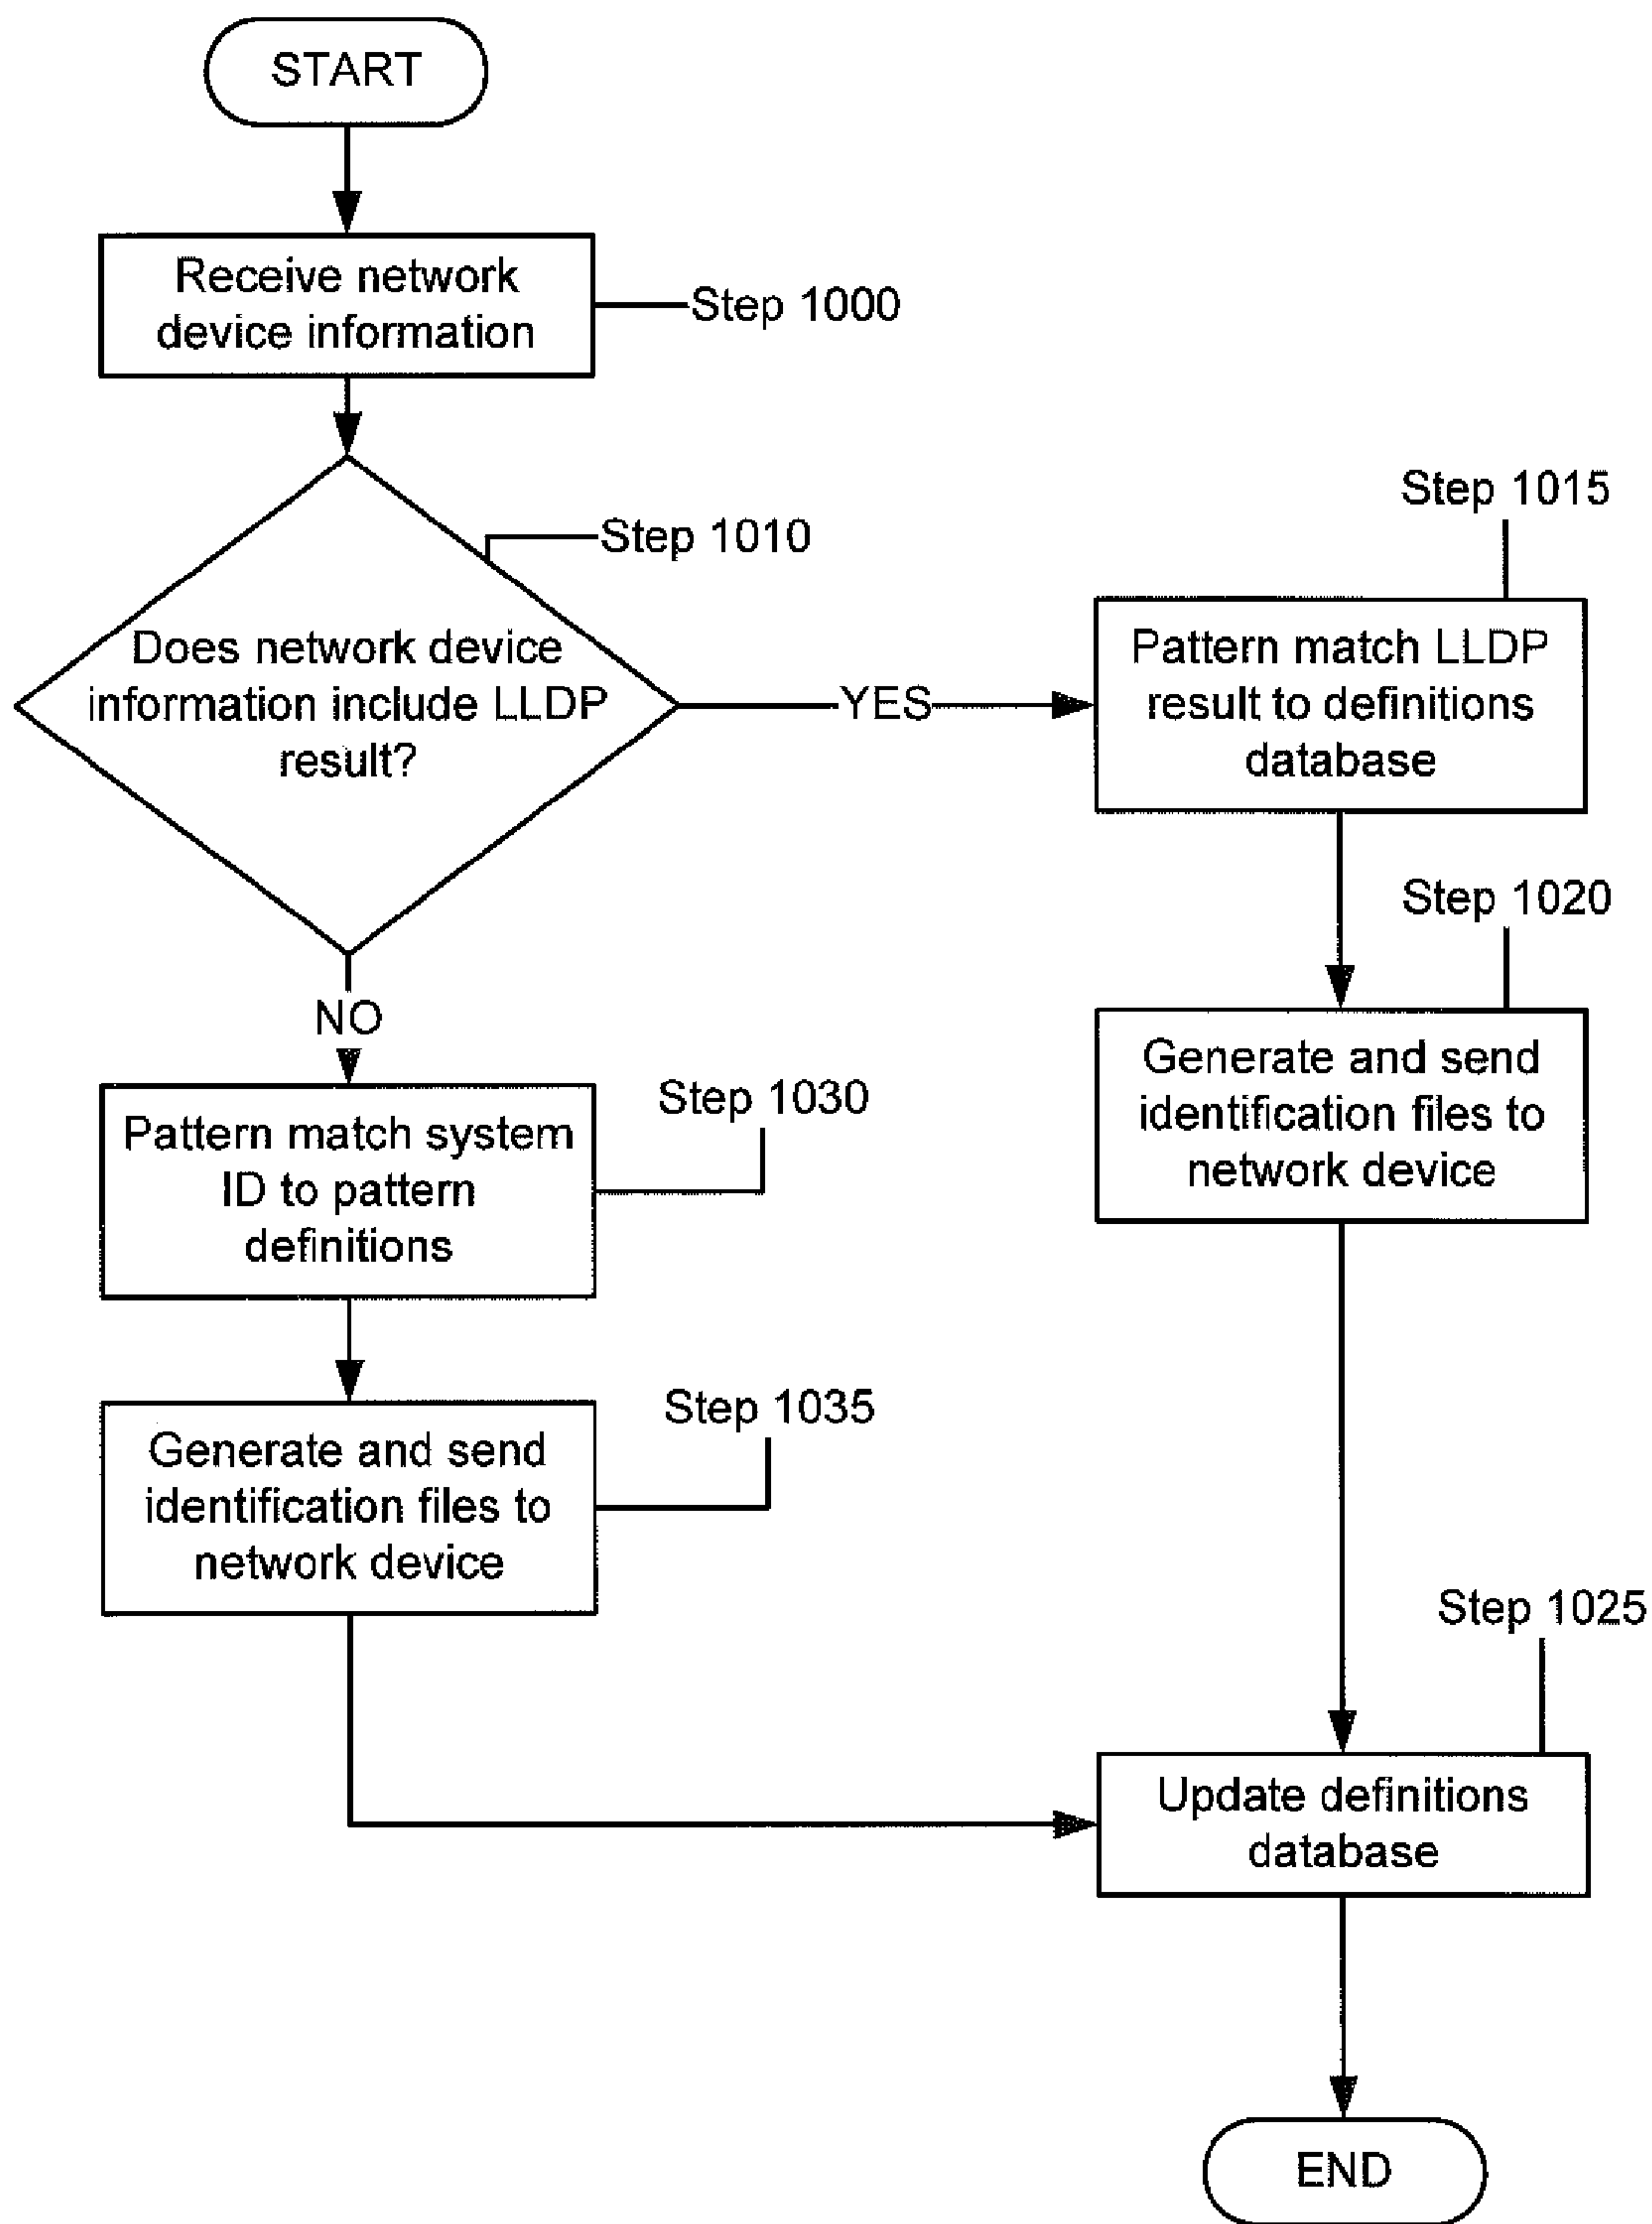 START
Receive network
device information
Step 1000
Step 1010
Does network device
information include LLDP
result?
YES
Step 1015
Pattern match LLDP
result to definitions
database
Step 1020
Generate and send
identification files to
network device
NO
Step 1030
Pattern match system
ID to pattern
definitions
Step 1035
Generate and send
identification files to
network device
Step 1025
Update definitions
database
END